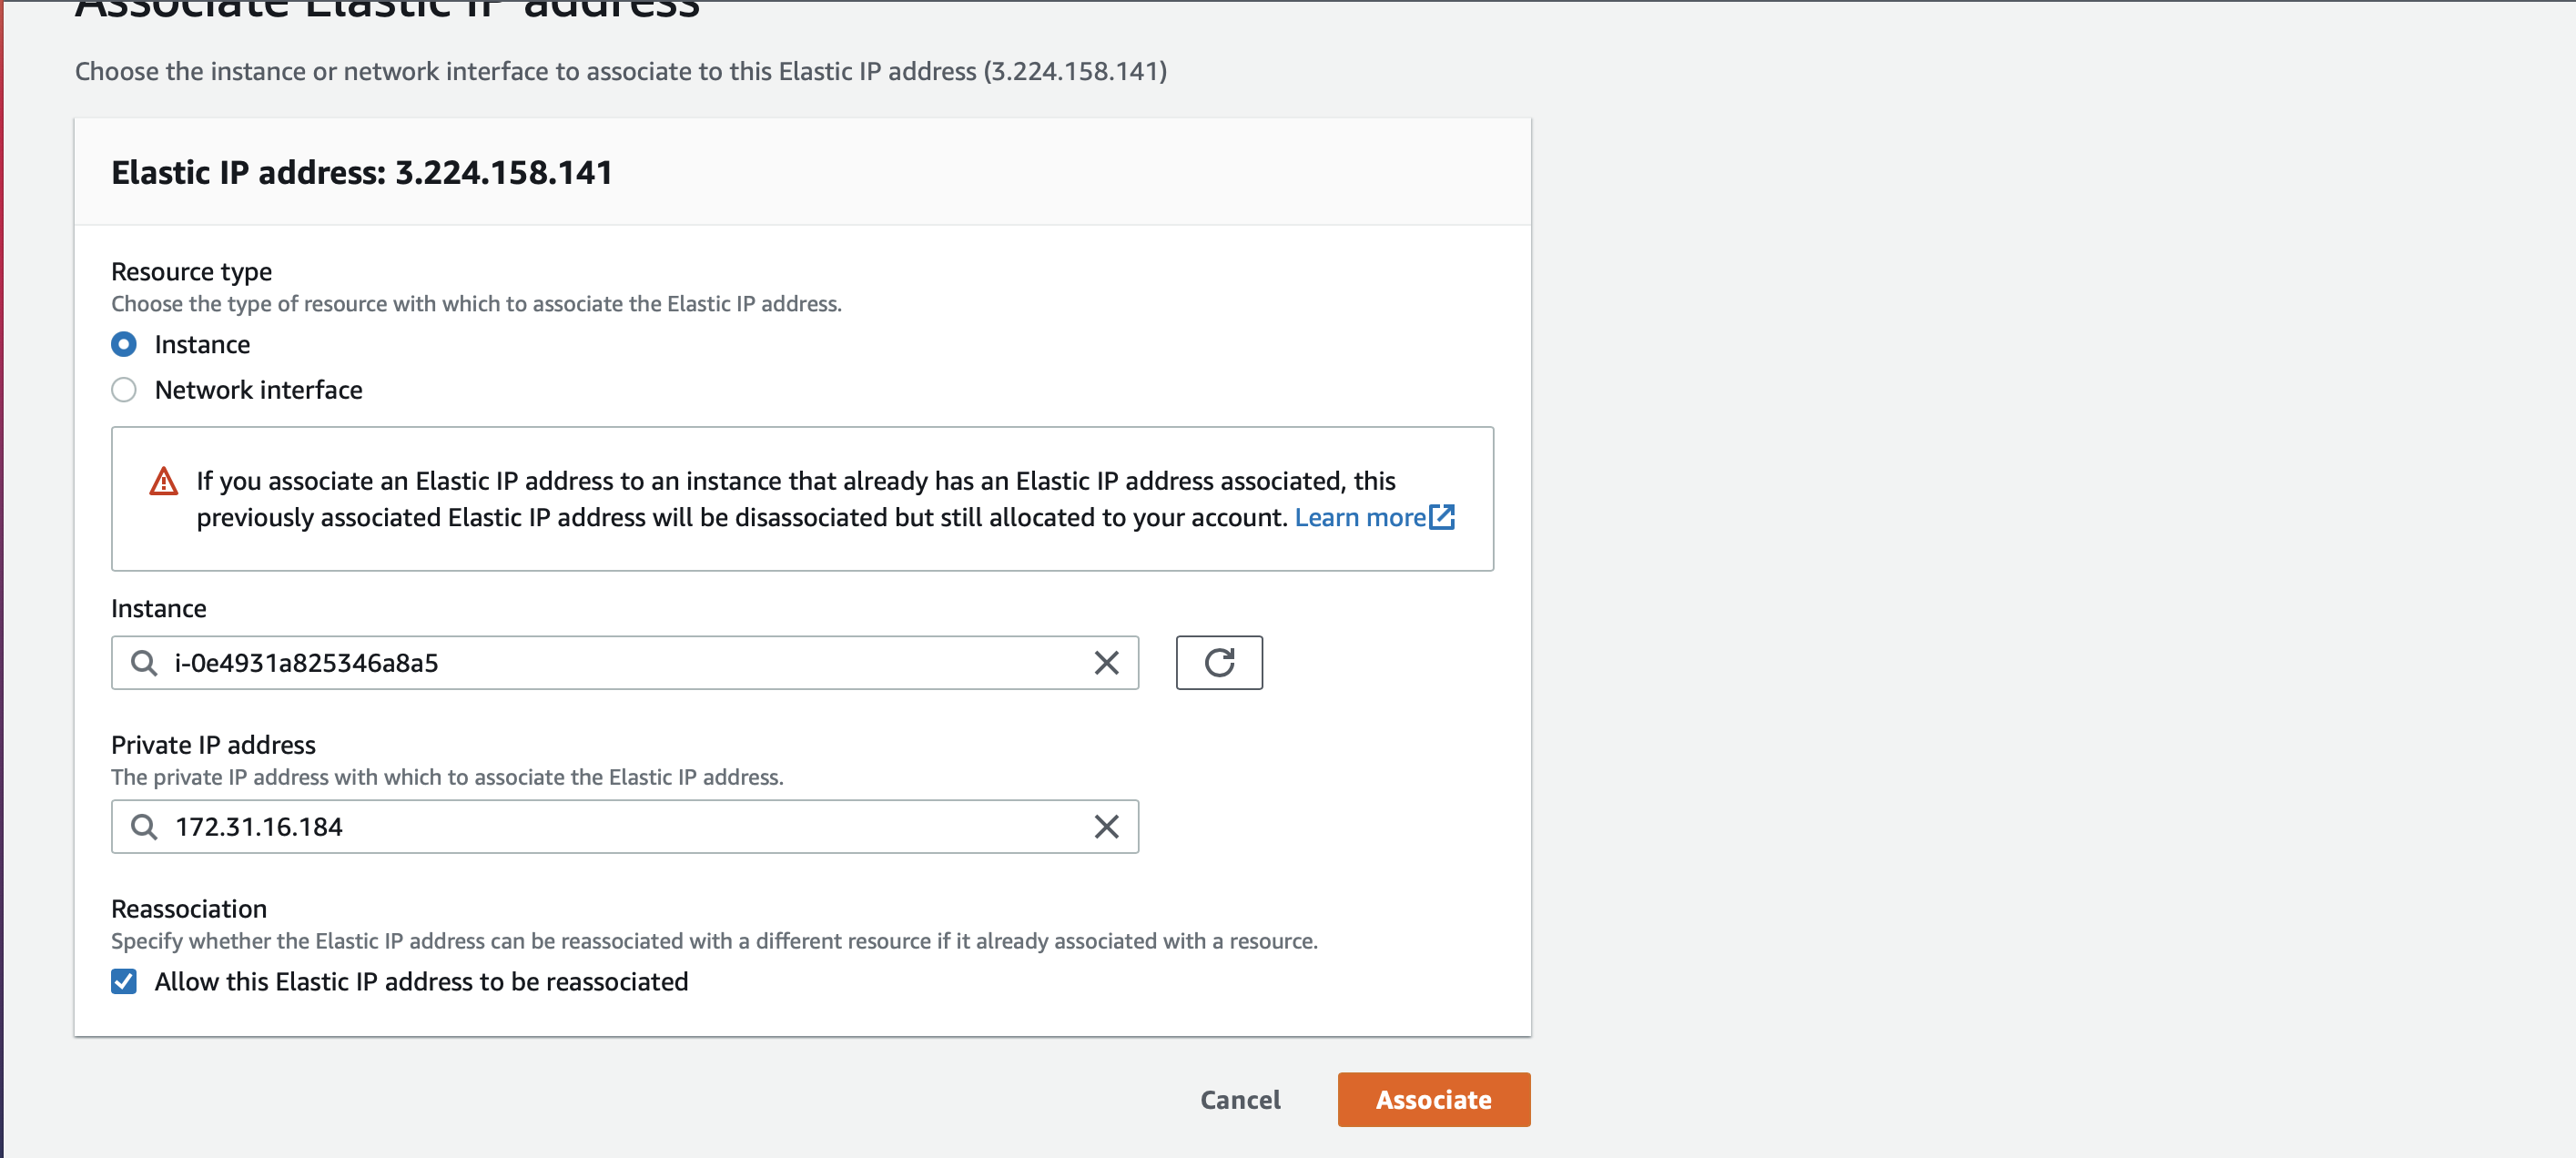 Associate Elastic IP address
Choose the instance or network interface to associate to this Elastic IP address (3.224.158.141)
Elastic IP address: 3.224.158.141
Resource type
Choose the type of resource with which to associate the Elastic IP address.
Instance
Network interface
If you associate an Elastic IP address to an instance that already has an Elastic IP address associated, this
previously associated Elastic IP address will be disassociated but still allocated to your account. Learn more
Instance
i-0e4931a825346a8a5
Private IP address
The private IP address with which to associate the Elastic IP address.
172.31.16.184
Reassociation
Specify whether the Elastic IP address can be reassociated with a different resource if it already associated with a resource.
Allow this Elastic IP address to be reassociated
Cancel
Associate